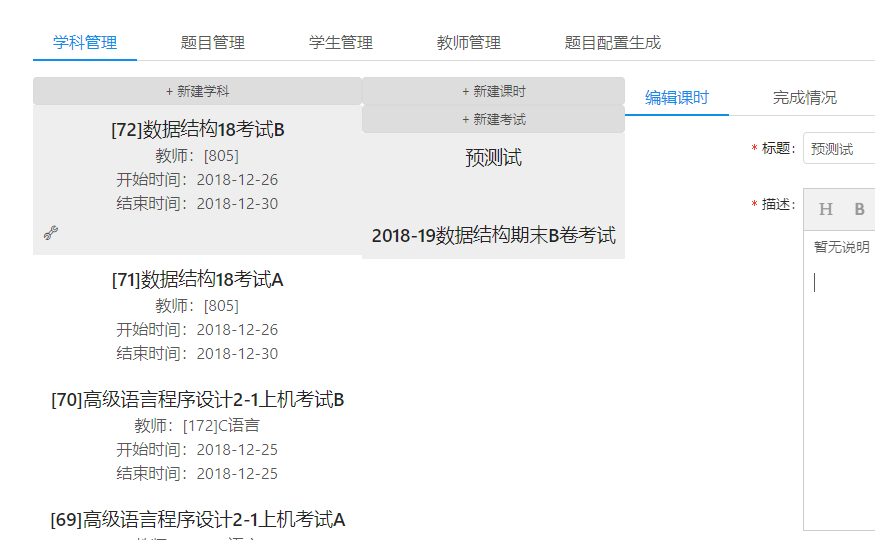 学科管理 题目管理 学生管理 教师管理 题目配置生成
+ 新建学科
[72]数据结构18考试B
教师：[805]
开始时间：2018-12-26
结束时间：2018-12-30
[71]数据结构18考试A
教师：[805]
开始时间：2018-12-26
结束时间：2018-12-30
[70]高级语言程序设计2-1上机考试B
教师：[172]C语言
开始时间：2018-12-25
结束时间：2018-12-25
[69]高级语言程序设计2-1上机考试A
+ 新建课时
+ 新建考试
预测试
2018-19数据结构期末B卷考试
编辑课时 完成情况
* 标题： 预测试
* 描述： H B
暂无说明